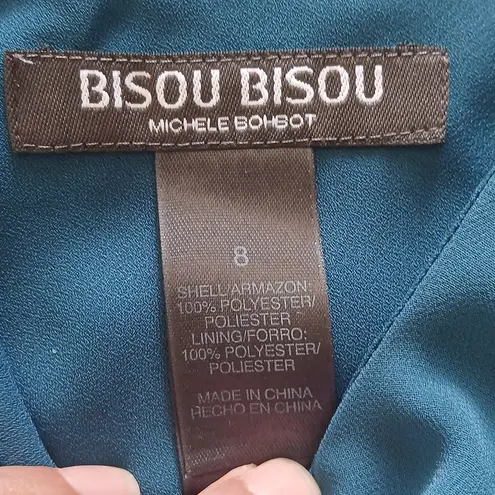 BISOU BISOU
MICHELE BOHBOT
8
SHELL/ARMAZON:
100% POLYESTER/
POLIESTER
LINING/FORRO:
100% POLYESTER/
POLIESTER
MADE IN CHINA
HECHO EN CHINA